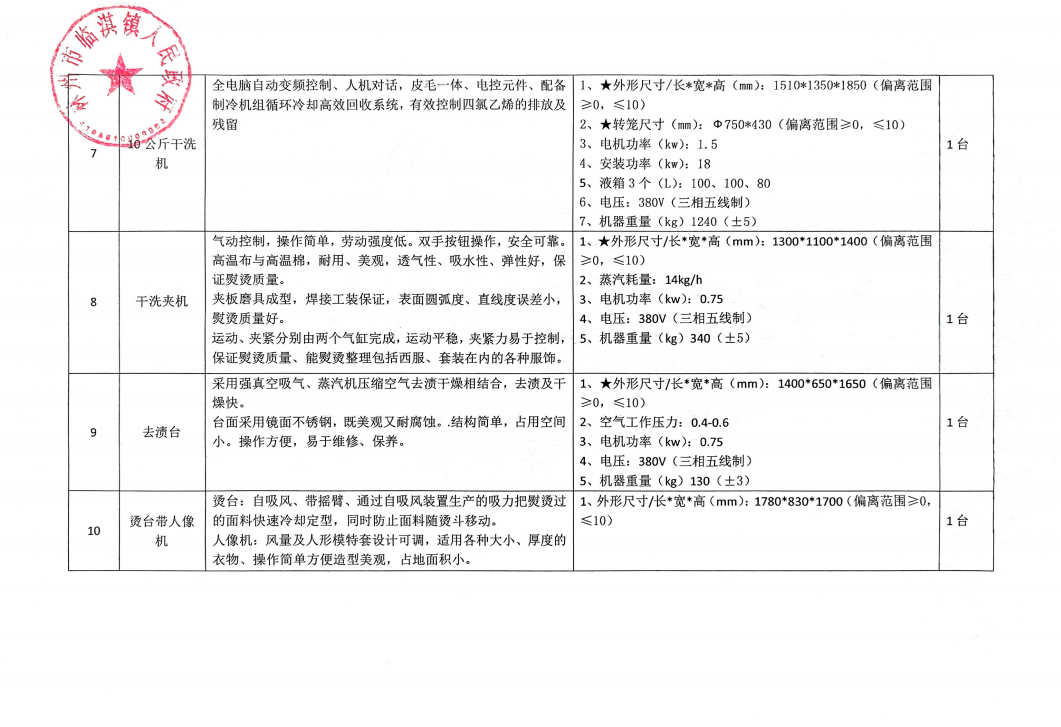 林州市临淇镇人民政府
7
10公斤干洗
机
全电脑自动变频控制、人机对话，皮毛一体、电控元件、配备
制冷机组循环冷却高效回收系统，有效控制四氯乙烯的排放及
残留
1、★外形尺寸/长*宽*高（mm）：1510*1350*1850（偏离范围
≥0，≤10）
2、★转笼尺寸（mm）：Φ750*430（偏离范围≥0，≤10）
3、电机功率（kw）：1.5
4、安装功率（kw）：18
5、液箱3个（L）：100、100、80
6、电压：380V（三相五线制）
7、机器重量（kg）1240（±5）
1台
8
干洗夹机
气动控制，操作简单，劳动强度低。双手按钮操作，安全可靠。
高温布与高温棉，耐用、美观，透气性、吸水性、弹性好，保
证熨烫质量。
夹板磨具成型，焊接工装保证，表面圆弧度、直线度误差小，
熨烫质量好。
运动、夹紧分别由两个气缸完成，运动平稳，夹紧力易于控制，
保证熨烫质量、能熨烫整理包括西服、套装在内的各种服饰。
1、★外形尺寸/长*宽*高（mm）：1300*1100*1400（偏离范围
≥0，≤10）
2、蒸汽耗量：14kg/h
3、电机功率（kw）：0.75
4、电压：380V（三相五线制）
5、机器重量（kg）340（±5）
1台
9
去渍台
采用强真空吸气、蒸汽机压缩空气去渍干燥相结合，去渍及干
燥快。
台面采用镜面不锈钢，既美观又耐腐蚀。.结构简单，占用空间
小。操作方便，易于维修、保养。
1、★外形尺寸/长*宽*高（mm）：1400*650*1650（偏离范围
≥0，≤10）
2、空气工作压力：0.4-0.6
3、电机功率（kw）：0.75
4、电压：380V（三相五线制）
5、机器重量（kg）130（±3）
1台
10
烫台带人像
机
烫台：自吸风、带摇臂、通过自吸风装置生产的吸力把熨烫过
的面料快速冷却定型，同时防止面料随烫斗移动。
人像机：风量及人形模特套设计可调，适用各种大小、厚度的
衣物、操作简单方便造型美观，占地面积小。
1、外形尺寸/长*宽*高（mm）：1780*830*1700（偏离范围≥0，
≤10）
1台